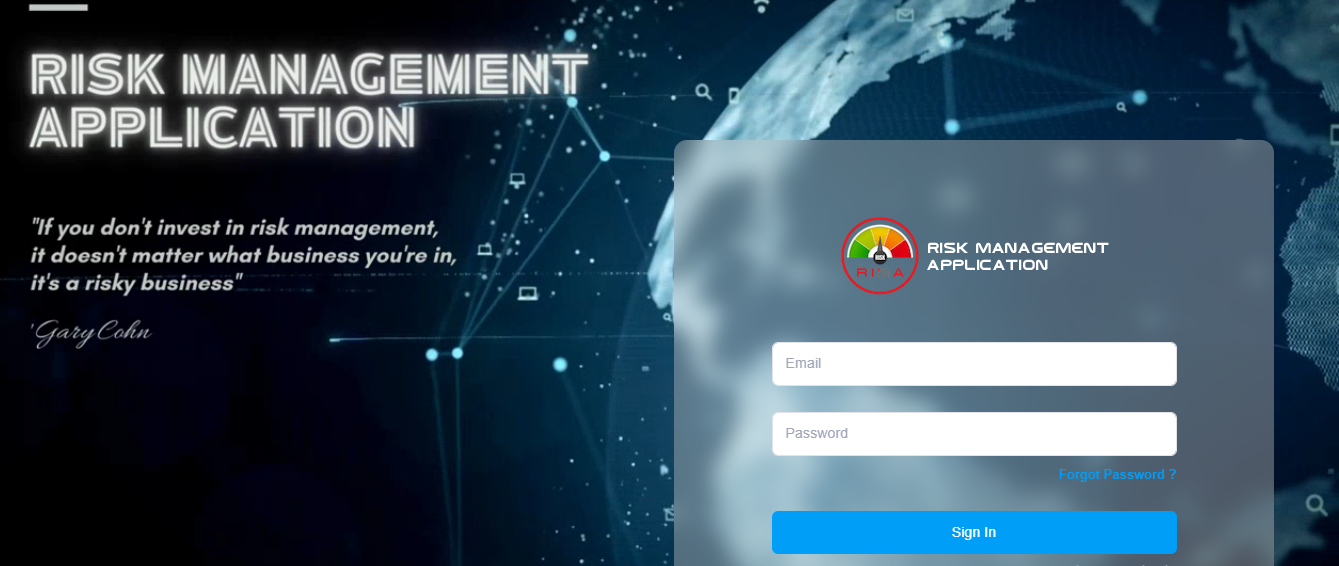 RISK MANAGEMENT
APPLICATION
"If you don't invest in risk management,
it doesn't matter what business you're in,
it's a risky business"
'Gary Cohn
RISK MANAGEMENT
APPLICATION
Email
Password
Forgot Password ?
Sign In